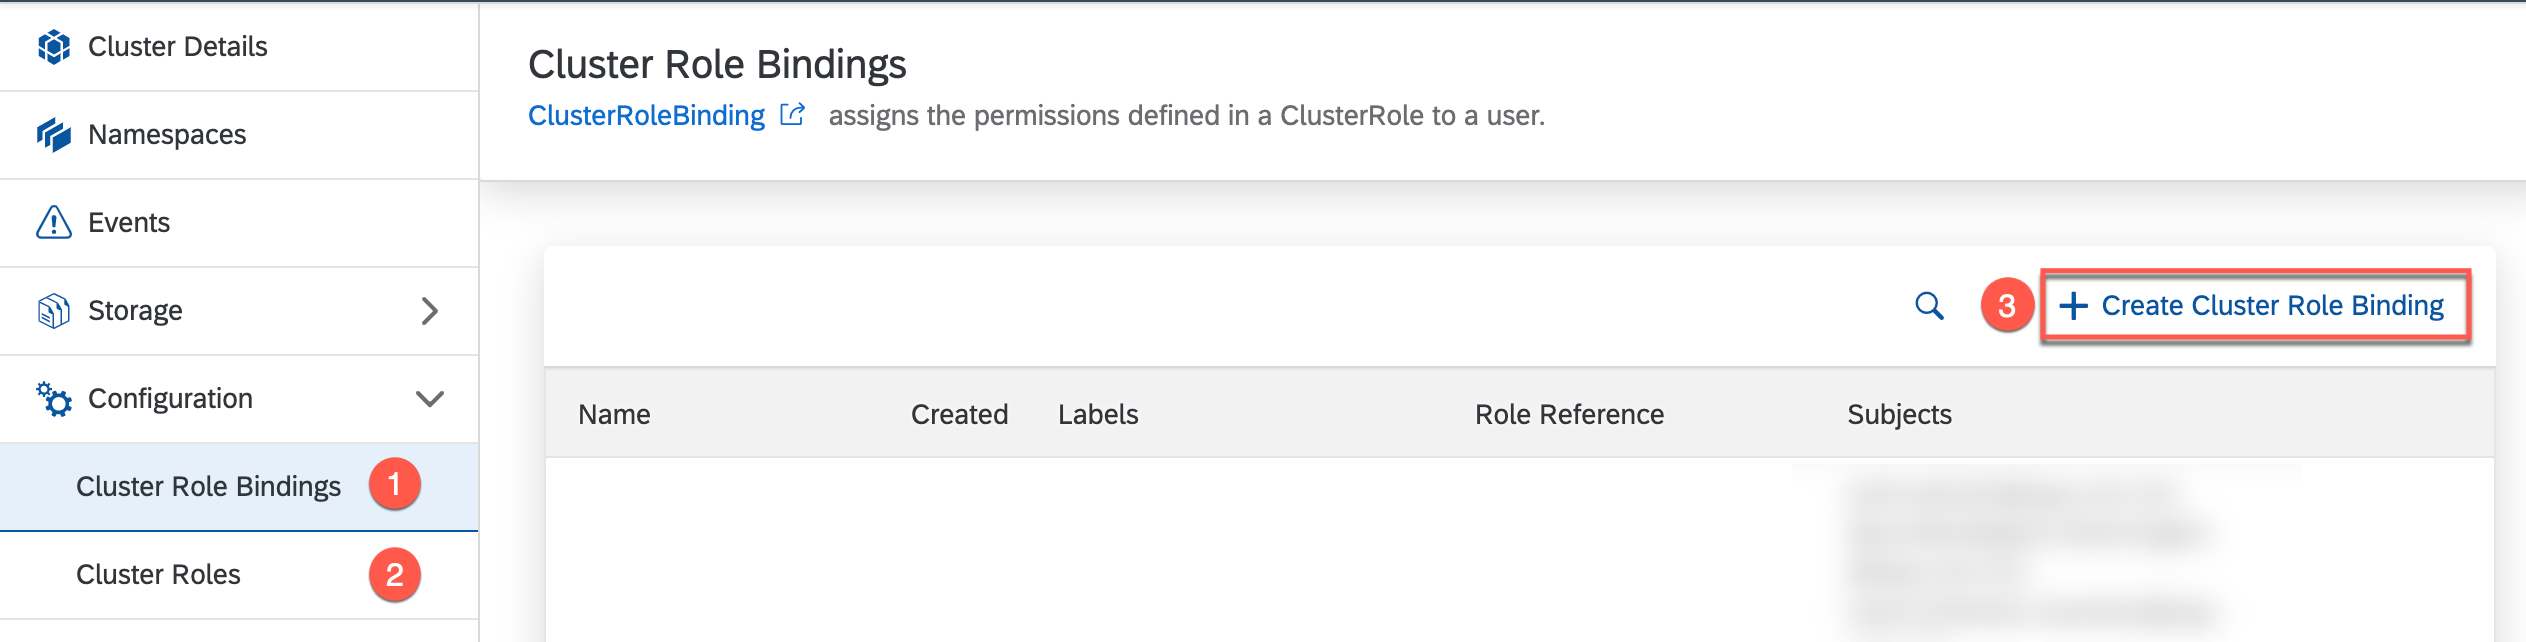 Cluster Details
Namespaces
Events
Storage
Configuration
Cluster Role Bindings 1
Cluster Roles 2
Cluster Role Bindings
ClusterRoleBinding assigns the permissions defined in a ClusterRole to a user.
3 + Create Cluster Role Binding
Name Created Labels Role Reference Subjects